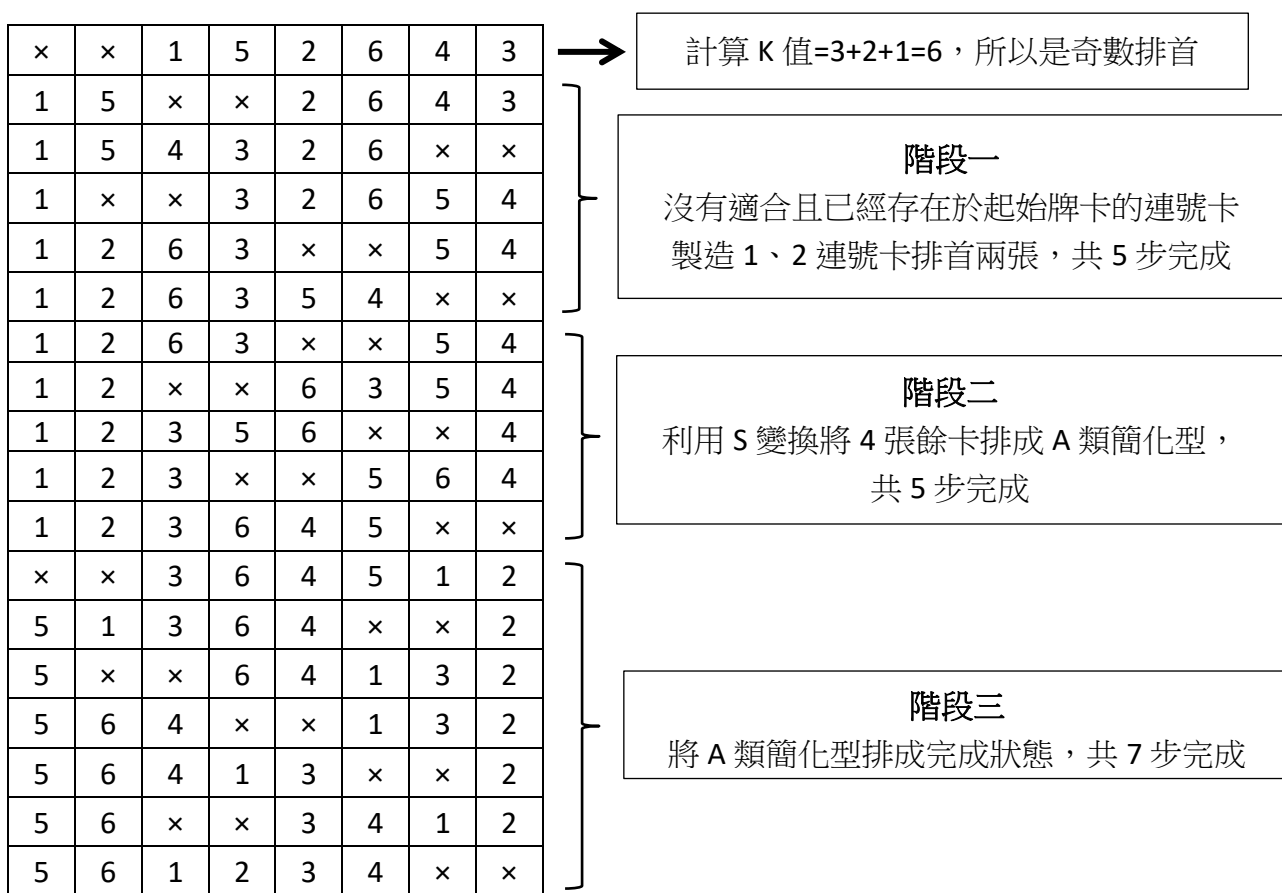 × × 1 5 2 6 4 3
計算 K 值=3+2+1=6，所以是奇數排首
1 5 × × 2 6 4 3
1 5 4 3 2 6 × ×
1 × × 3 2 6 5 4
1 2 6 3 × × 5 4
1 2 6 3 5 4 × ×
階段一
沒有適合且已經存在於起始牌卡的連號卡
製造 1、2 連號卡排首兩張，共 5 步完成
1 2 6 3 × × 5 4
1 2 × × 6 3 5 4
1 2 3 5 6 × × 4
1 2 3 × × 5 6 4
1 2 3 6 4 5 × ×
階段二
利用 S 變換將 4 張餘卡排成 A 類簡化型，
共 5 步完成
× × 3 6 4 5 1 2
5 1 3 6 4 × × 2
5 × × 6 4 1 3 2
5 6 4 × × 1 3 2
5 6 4 1 3 × × 2
5 6 × × 3 4 1 2
5 6 1 2 3 4 × ×
階段三
將 A 類簡化型排成完成狀態，共 7 步完成